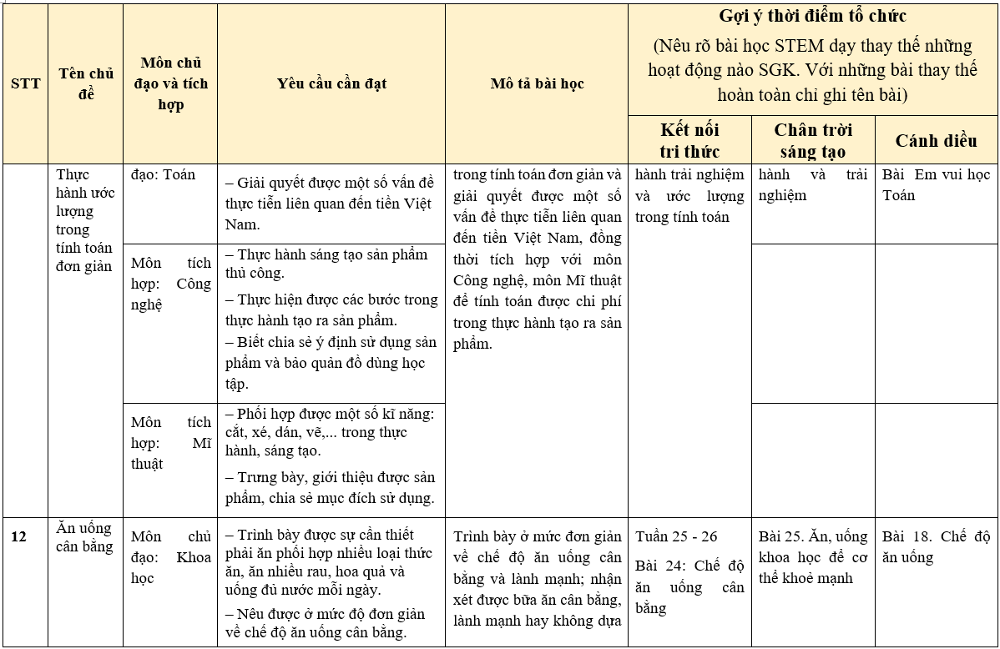 STT
Tên chủ
đề
Môn chủ
đạo và tích
hợp
Yêu cầu cần đạt
Mô tả bài học
Gợi ý thời điểm tổ chức
(Nêu rõ bài học STEM dạy thay thế những
hoạt động nào SGK. Với những bài thay thế
hoàn toàn chỉ ghi tên bài)
Kết nối
tri thức
Chân trời
sáng tạo
Cánh diều
Thực
hành ước
lượng
trong
tính toán
đơn giản
đạo: Toán
– Giải quyết được một số vấn đề
thực tiễn liên quan đến tiền Việt
Nam.
trong tính toán đơn giản và
giải quyết được một số
vấn đề thực tiễn liên quan
đến tiền Việt Nam, đồng
thời tích hợp với môn
Công nghệ, môn Mĩ thuật
để tính toán được chi phí
trong thực hành tạo ra sản
phẩm.
hành trải nghiệm
và ước lượng
trong tính toán
hành và trải
nghiệm
Bài Em vui học
Toán
Môn tích
hợp: Công
nghệ
– Thực hành sáng tạo sản phẩm
thủ công.
– Thực hiện được các bước trong
thực hành tạo ra sản phẩm.
– Biết chia sẻ ý định sử dụng sản
phẩm và bảo quản đồ dùng học
tập.
Môn tích
hợp: Mĩ
thuật
– Phối hợp được một số kĩ năng:
cắt, xé, dán, vẽ,... trong thực
hành, sáng tạo.
– Trưng bày, giới thiệu được sản
phẩm, chia sẻ mục đích sử dụng.
12
Ăn uống
cân bằng
Môn chủ
đạo: Khoa
học
– Trình bày được sự cần thiết
phải ăn phối hợp nhiều loại thức
ăn, ăn nhiều rau, hoa quả và
uống đủ nước mỗi ngày.
– Nêu được ở mức độ đơn giản
về chế độ ăn uống cân bằng.
Trình bày ở mức đơn giản
về chế độ ăn uống cân
bằng và lành mạnh; nhận
xét được bữa ăn cân bằng,
lành mạnh hay không dựa
Tuần 25 - 26
Bài 24: Chế độ
ăn uống cân
bằng
Bài 25. Ăn, uống
khoa học để cơ
thể khoẻ mạnh
Bài 18. Chế độ
ăn uống